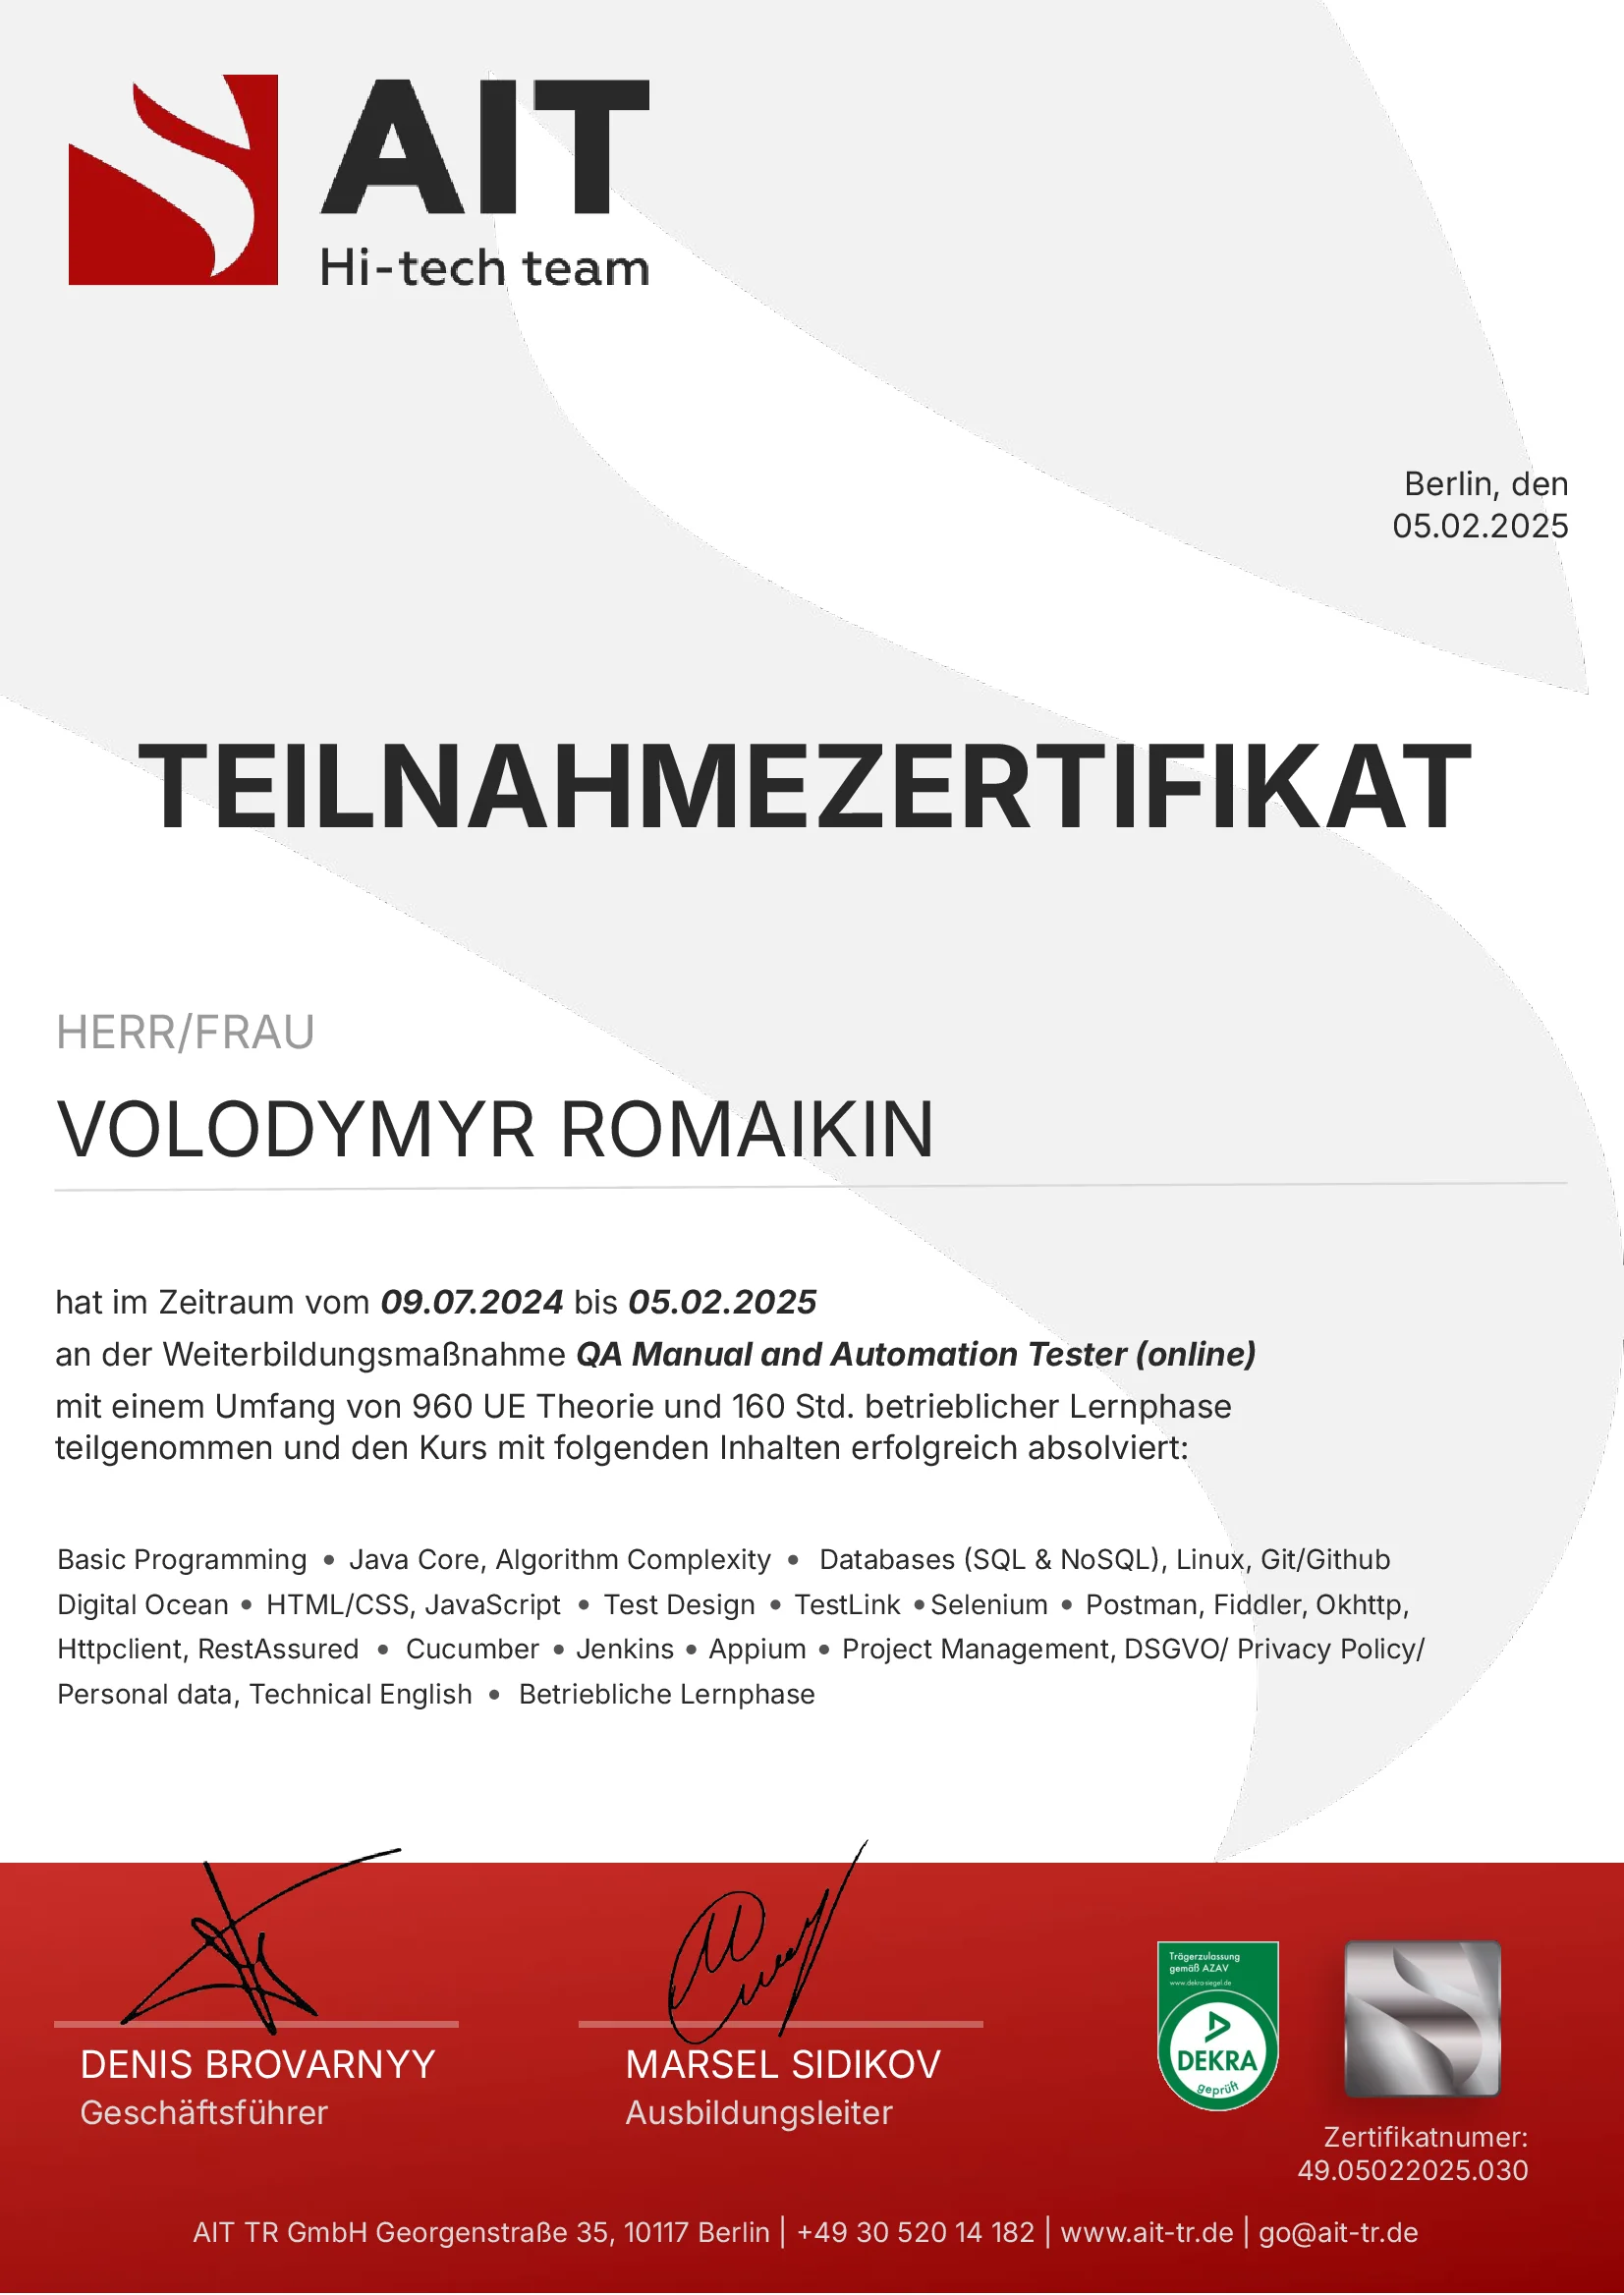 AIT
Hi-tech team
Berlin, den
05.02.2025
TEILNAHMEZERTIFIKAT
HERR/FRAU
VOLODYMYR ROMAIKIN
hat im Zeitraum vom 09.07.2024 bis 05.02.2025
an der Weiterbildungsmaßnahme QA Manual and Automation Tester (online)
mit einem Umfang von 960 UE Theorie und 160 Std. betrieblicher Lernphase
teilgenommen und den Kurs mit folgenden Inhalten erfolgreich absolviert:
Basic Programming • Java Core, Algorithm Complexity • Databases (SQL & NoSQL), Linux, Git/Github
Digital Ocean • HTML/CSS, JavaScript • Test Design • TestLink • Selenium • Postman, Fiddler, Okhttp,
Httpclient, RestAssured • Cucumber • Jenkins • Appium • Project Management, DSGVO/ Privacy Policy/
Personal data, Technical English • Betriebliche Lernphase
DENIS BROVARNYY
Geschäftsführer
MARSEL SIDIKOV
Ausbildungsleiter
Trägerzulassung
gemäß AZAV
www.dekra-siegel.de
DEKRA
geprüft
Zertifikatnumer:
49.05022025.030
AIT TR GmbH Georgenstraße 35, 10117 Berlin | +49 30 520 14 182 | www.ait-tr.de | go@ait-tr.de